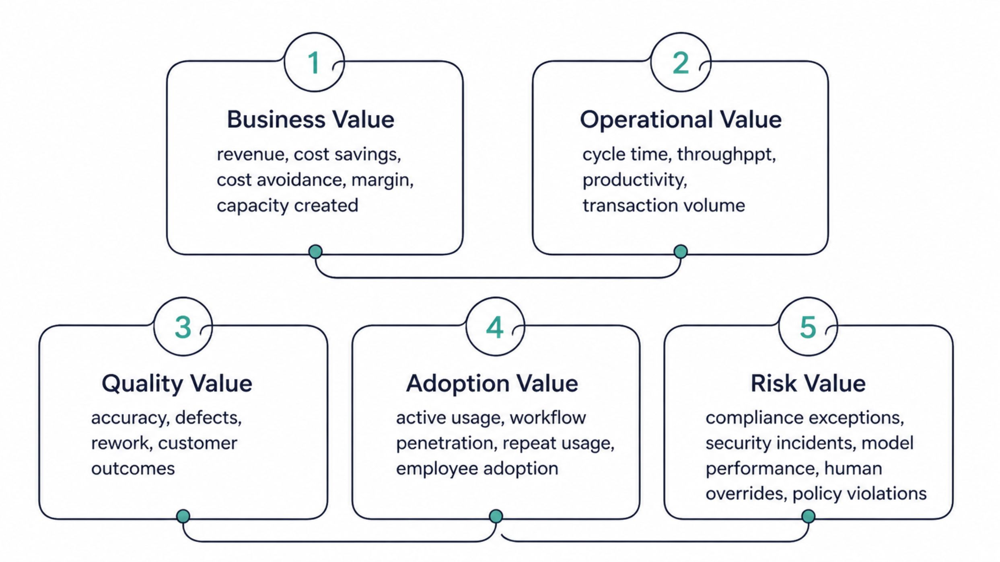 1
Business Value
revenue, cost savings,
cost avoidance, margin,
capacity created
2
Operational Value
cycle time, throughppt,
productivity,
transaction volume
3
Quality Value
accuracy, defects,
rework, customer
outcomes
4
Adoption Value
active usage, workflow
penetration, repeat usage,
employee adoption
5
Risk Value
compliance exceptions,
security incidents, model
performance, human
overrides, policy violations